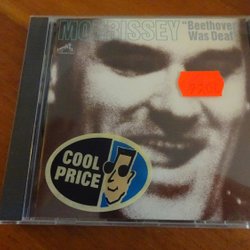 MORRISSEY
"Beethoven
Was Deaf"
COOL
PRICE